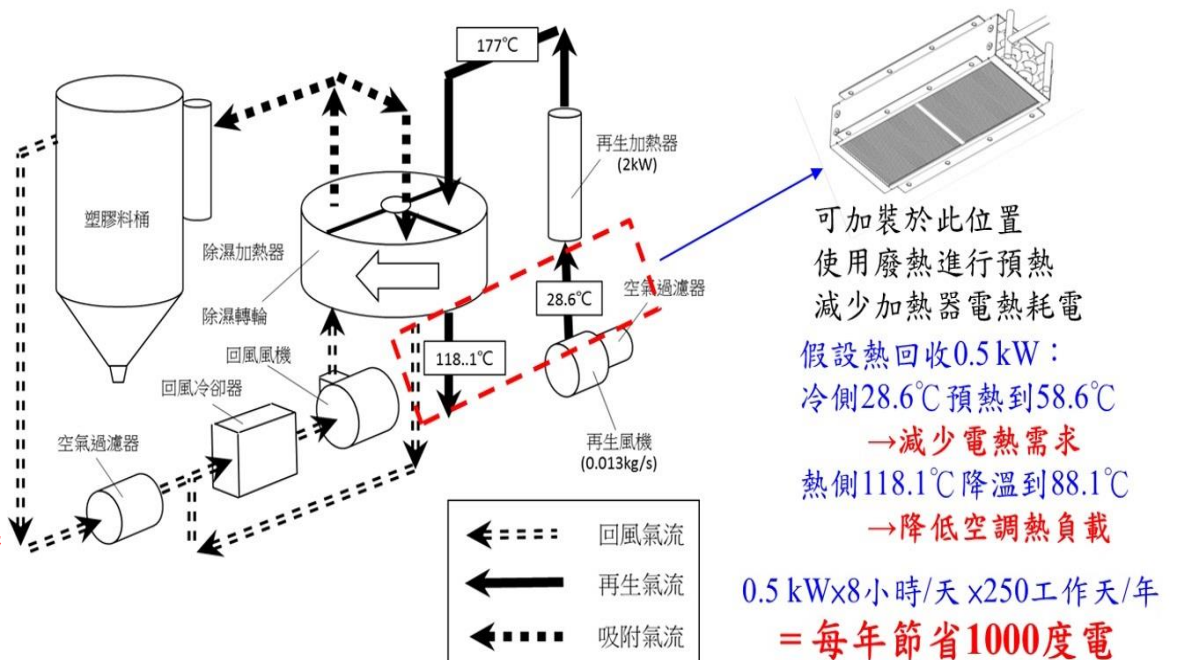 177℃
再生加熱器
(2kW)
塑膠料桶
除濕加熱器
除濕轉輪
28.6℃
空氣過濾器
118..1℃
回風風機
回風冷卻器
空氣過濾器
再生風機
(0.013kg/s)
回風氣流
再生氣流
吸附氣流
可加裝於此位置
使用廢熱進行預熱
減少加熱器電熱耗電
假設熱回收0.5 kW：
冷側28.6℃預熱到58.6℃
→減少電熱需求
熱側118.1℃降溫到88.1℃
→降低空調熱負載
0.5 kW×8小時/天 ×250工作天/年
＝每年節省1000度電